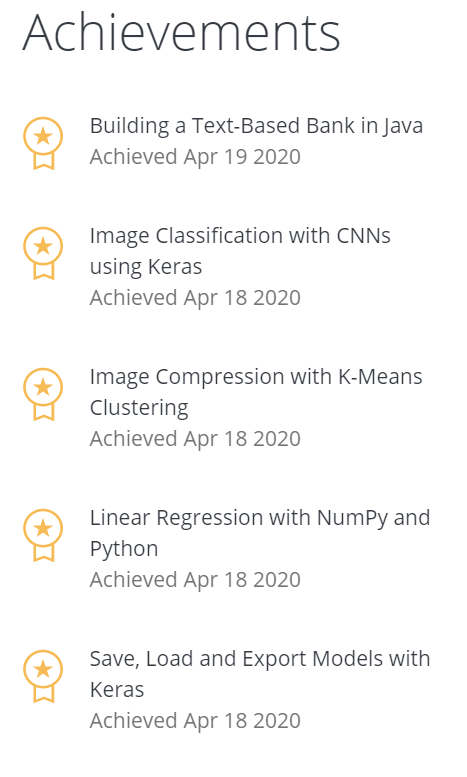 Achievements
Building a Text-Based Bank in Java
Achieved Apr 19 2020
Image Classification with CNNs
using Keras
Achieved Apr 18 2020
Image Compression with K-Means
Clustering
Achieved Apr 18 2020
Linear Regression with NumPy and
Python
Achieved Apr 18 2020
Save, Load and Export Models with
Keras
Achieved Apr 18 2020